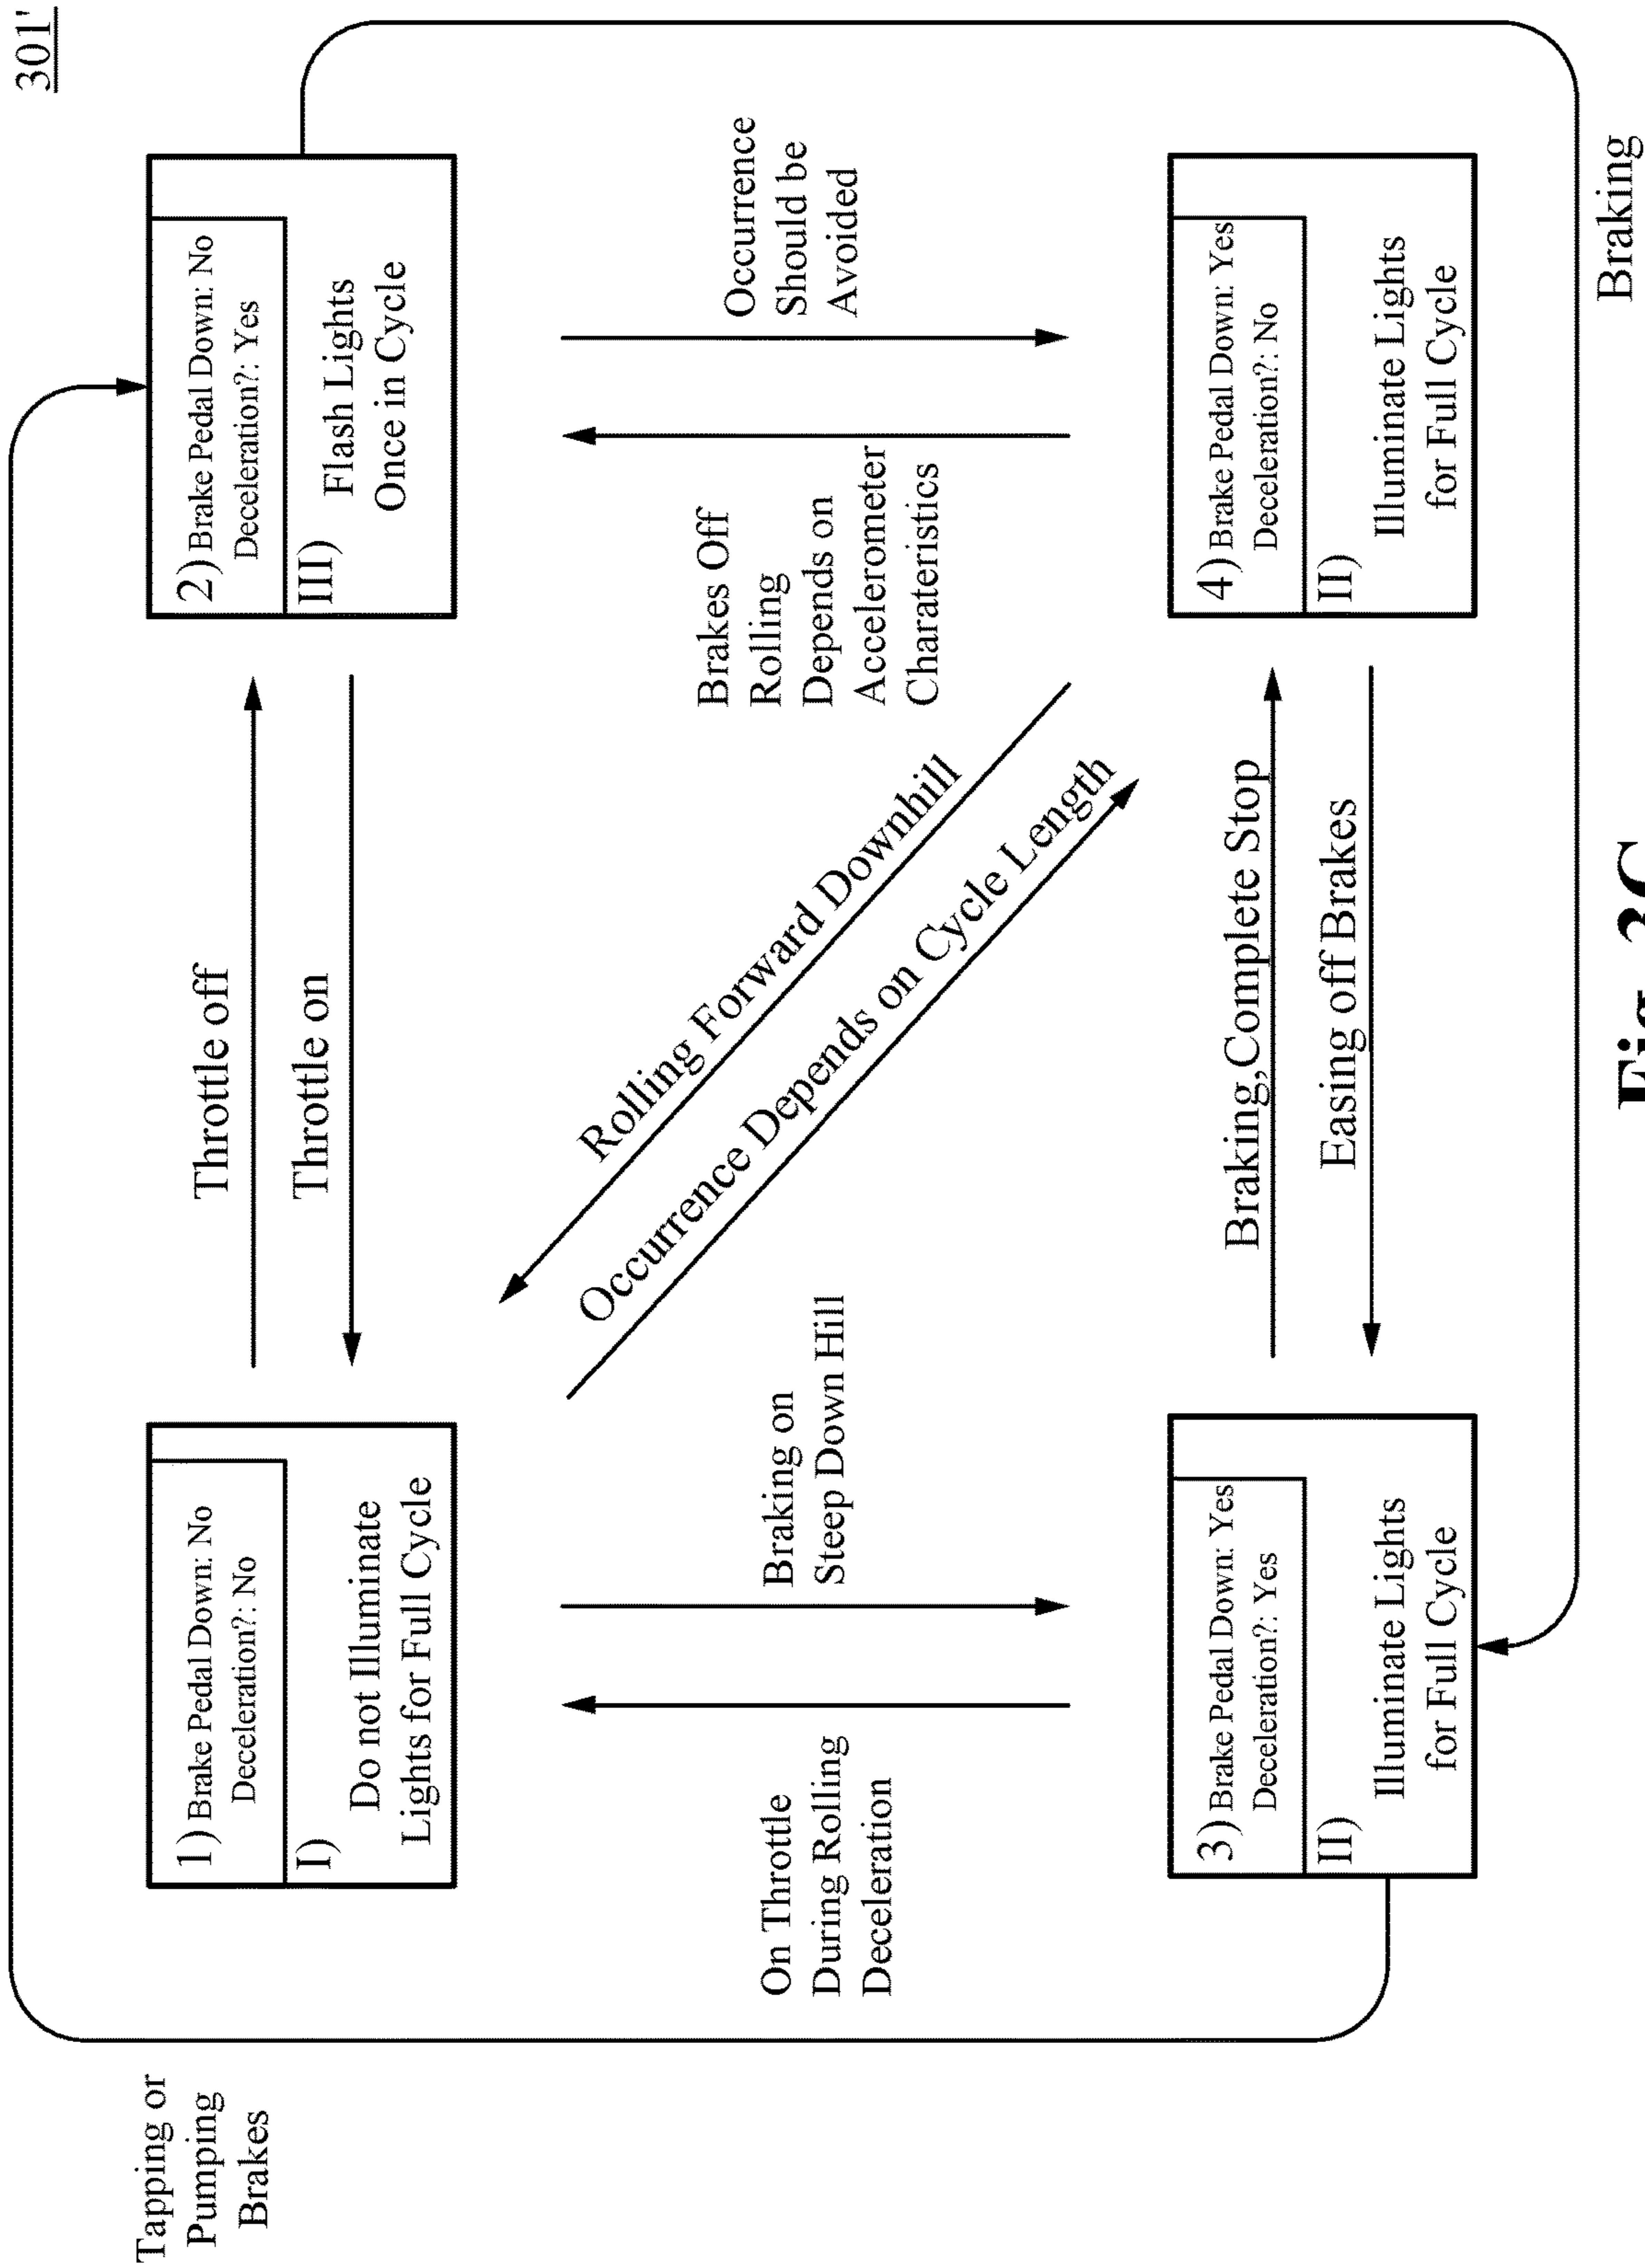 301'
Tapping or
Pumping
Brakes
1) Brake Pedal Down: No
Deceleration?: No
I)
Do not Illuminate
Lights for Full Cycle
Throttle off
Throttle on
2) Brake Pedal Down: No
Deceleration?: Yes
III)
Flash Lights
Once in Cycle
On Throttle
During Rolling
Deceleration
Braking on
Steep Down Hill
Rolling Forward Downhill
Occurrence Depends on Cycle Length
Brakes Off
Rolling
Depends on
Accelerometer
Charateristics
Occurrence
Should be
Avoided
3) Brake Pedal Down: Yes
Deceleration?: Yes
II)
Illuminate Lights
for Full Cycle
Braking,Complete Stop
Easing off Brakes
4) Brake Pedal Down: Yes
Deceleration?: No
II)
Illuminate Lights
for Full Cycle
Braking
Fig. 3C